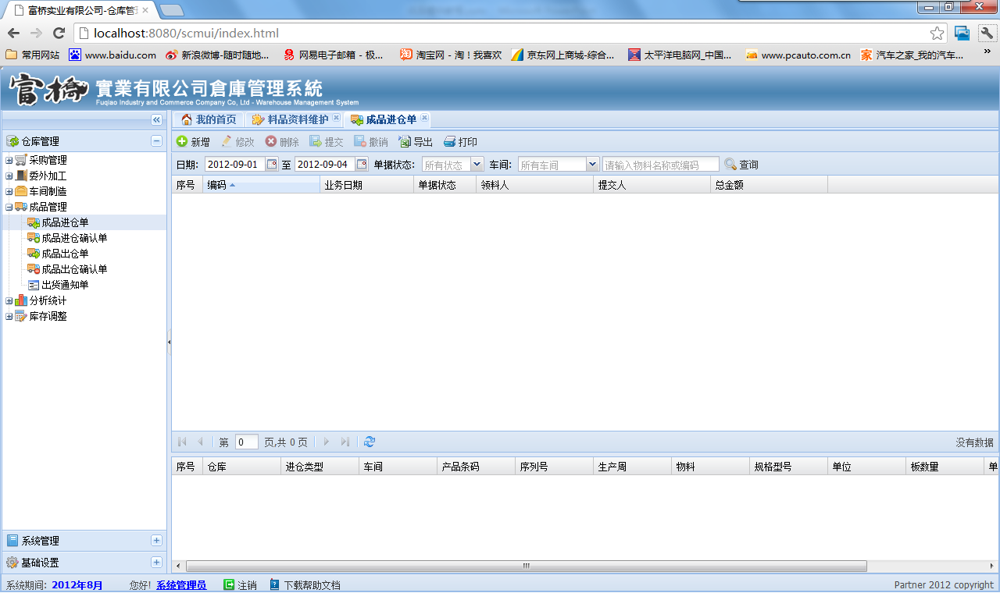 富桥实业有限公司-仓库管理
localhost:8080/scmui/index.html
常用网站 www.baidu.com 新浪微博-随时随地... 网易电子邮箱 - 极... 淘宝网 - 淘！我喜欢 京东网上商城-综合... 太平洋电脑网_中国... www.pcauto.com.cn 汽车之家_我的汽车... »
富橋 實業有限公司倉庫管理系統
Fuqiao Industry and Commerce Company Co, Ltd - Warehouse Management System
我的首页 料品资料维护 成品进仓单
仓库管理
采购管理
委外加工
车间制造
成品管理
成品进仓单
成品进仓确认单
成品出仓单
成品出仓确认单
出货通知单
分析统计
库存调整
系统管理
基础设置
新增 修改 删除 提交 撤销 导出 打印
日期: 2012-09-01 至 2012-09-04 单据状态: 所有状态 车间: 所有车间 请输入物料名称或编码 查询
序号 编码 业务日期 单据状态 领料人 提交人 总金额
第 0 页,共 0 页 没有数据
序号 仓库 进仓类型 车间 产品条码 序列号 生产周 物料 规格型号 单位 板数量 单
系统期间: 2012年8月 您好! 系统管理员 注销 下载帮助文档 Partner 2012 copyright